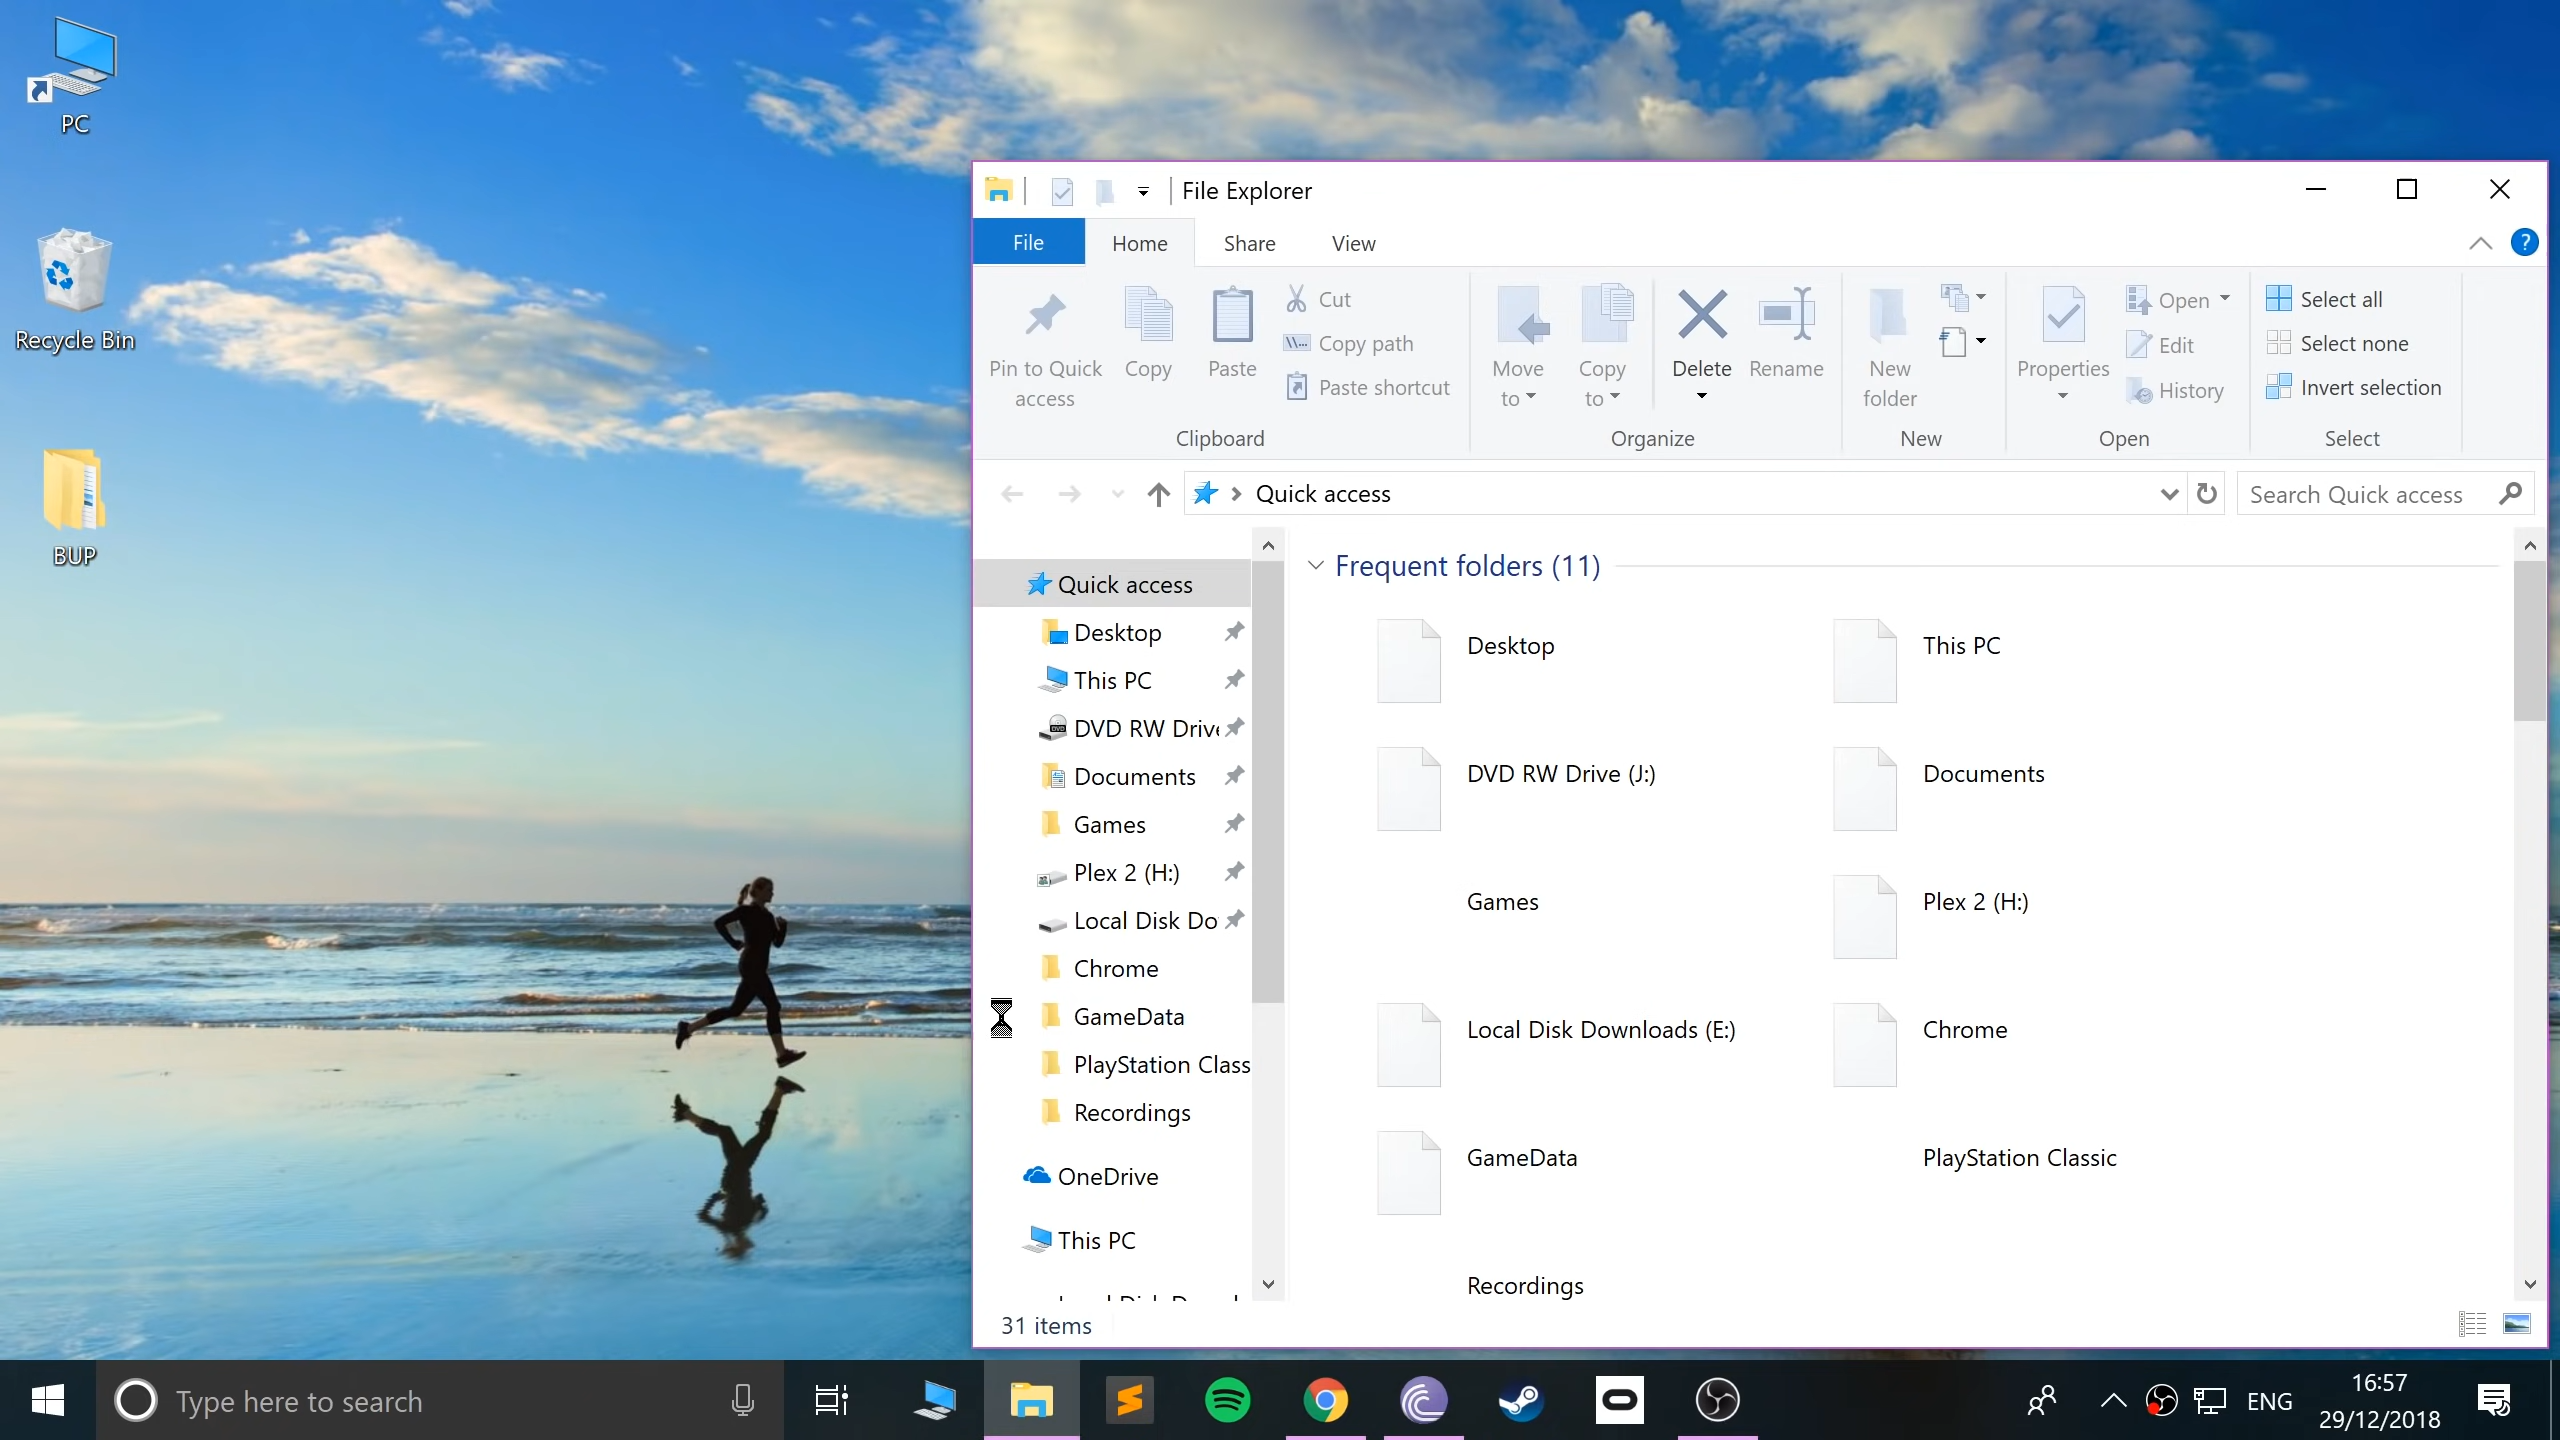 PC
Recycle Bin
BUP
File Explorer
File
Home
Share
View
?
Pin to Quick access
Copy
Paste
Cut
Copy path
Paste shortcut
Clipboard
Move to
Copy to
Delete
Rename
Organize
New folder
New
Properties
Open
Edit
History
Open
Select all
Select none
Invert selection
Select
Quick access
Search Quick access
Quick access
Desktop
This PC
DVD RW Drive
Documents
Games
Plex 2 (H:)
Local Disk Do
Chrome
GameData
PlayStation Class
Recordings
OneDrive
This PC
Frequent folders (11)
Desktop
This PC
DVD RW Drive (J:)
Documents
Games
Plex 2 (H:)
Local Disk Downloads (E:)
Chrome
GameData
PlayStation Classic
Recordings
31 items
Type here to search
ENG
16:57
29/12/2018